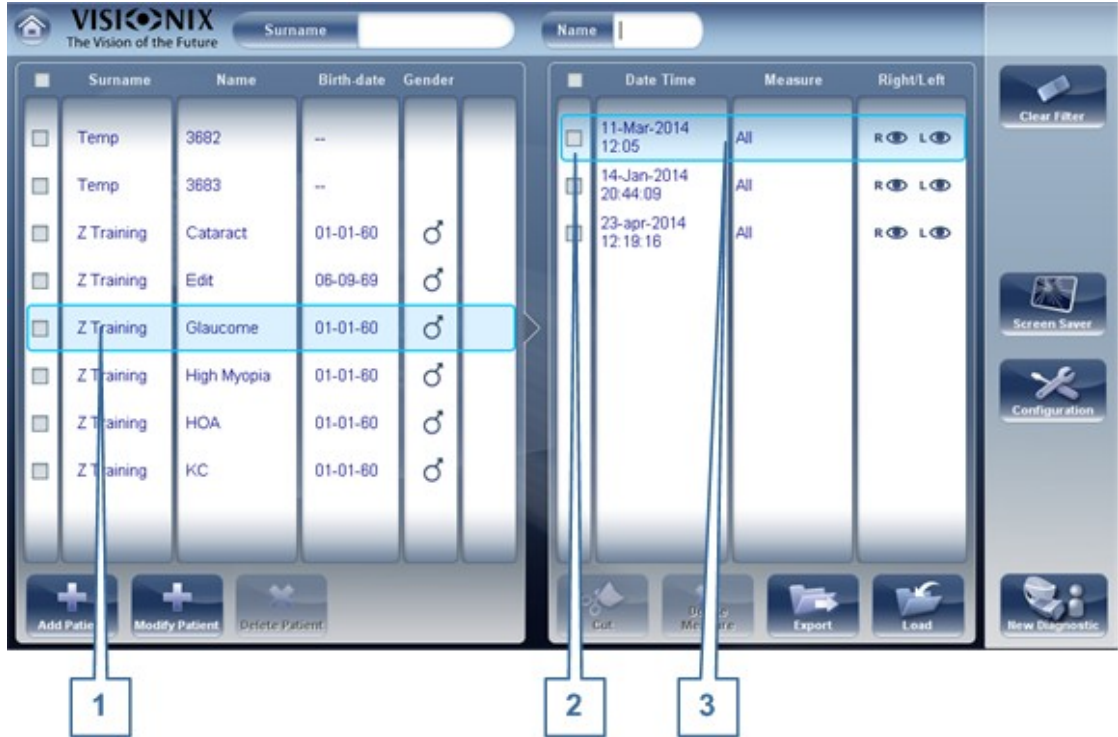 VISIONIX
The Vision of the Future
Surname
Name
Surname Name Birth-date Gender
Temp 3682 --
Temp 3683 --
Z Training Cataract 01-01-60
Z Training Edit 06-09-69
Z Training Glaucome 01-01-60
Z Training High Myopia 01-01-60
Z Training HOA 01-01-60
Z Training KC 01-01-60
Add Patient
Modify Patient
Delete Patient
Date Time Measure Right/Left
11-Mar-2014
12:05
All R L
14-Jan-2014
20:44:09
All R L
23-apr-2014
12:19:16
All R L
Cut
Measure
Export
Load
Clear Filter
Screen Saver
Configuration
New Diagnostic
1
2
3